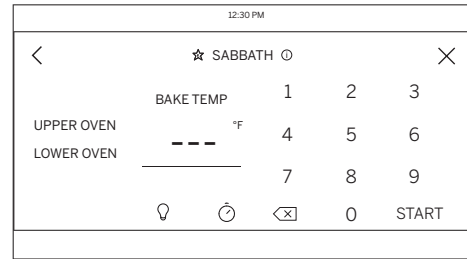 12:30 PM
SABBATH
BAKE TEMP
1 2 3
UPPER OVEN
LOWER OVEN
--- °F
4 5 6
7 8 9
0 START